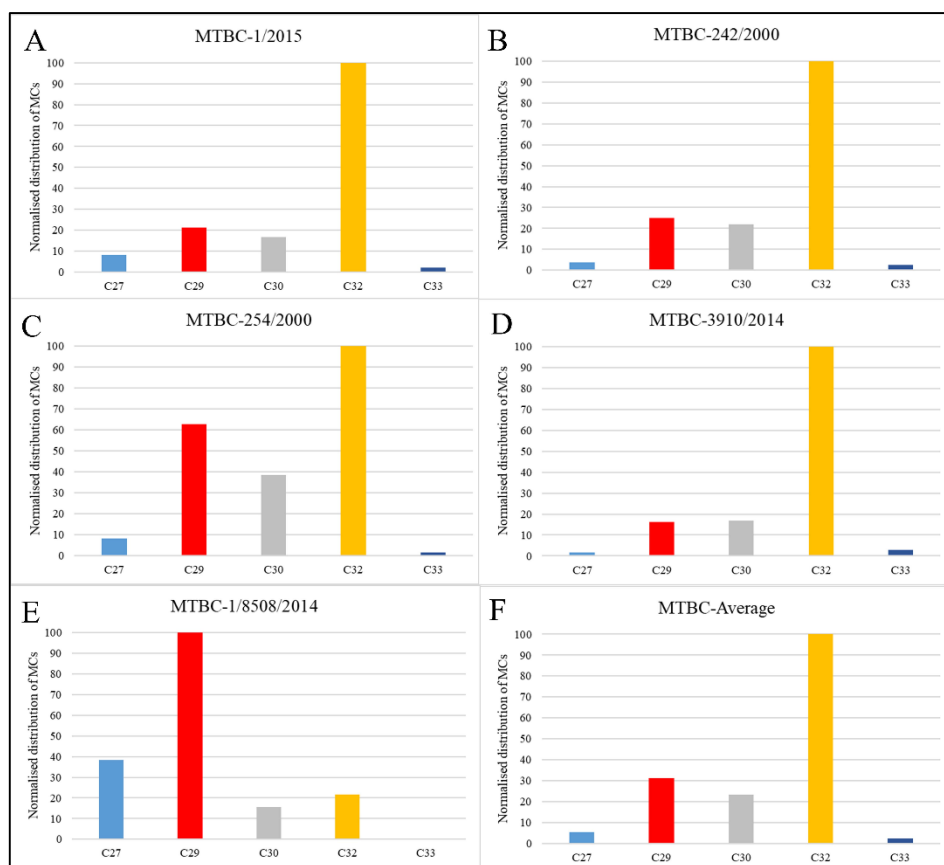 A
MTBC-1/2015
Normalised distribution of MCs
100
90
80
70
60
50
40
30
20
10
0
C27 C29 C30 C32 C33
B
MTBC-242/2000
Normalised distribution of MCs
100
90
80
70
60
50
40
30
20
10
0
C27 C29 C30 C32 C33
C
MTBC-254/2000
Normalised distribution of MCs
100
90
80
70
60
50
40
30
20
10
0
C27 C29 C30 C32 C33
D
MTBC-3910/2014
Normalised distribution of MCs
100
90
80
70
60
50
40
30
20
10
0
C27 C29 C30 C32 C33
E
MTBC-1/8508/2014
Normalised distribution of MCs
100
90
80
70
60
50
40
30
20
10
0
C27 C29 C30 C32 C33
F
MTBC-Average
Normalised distribution of MCs
100
90
80
70
60
50
40
30
20
10
0
C27 C29 C30 C32 C33